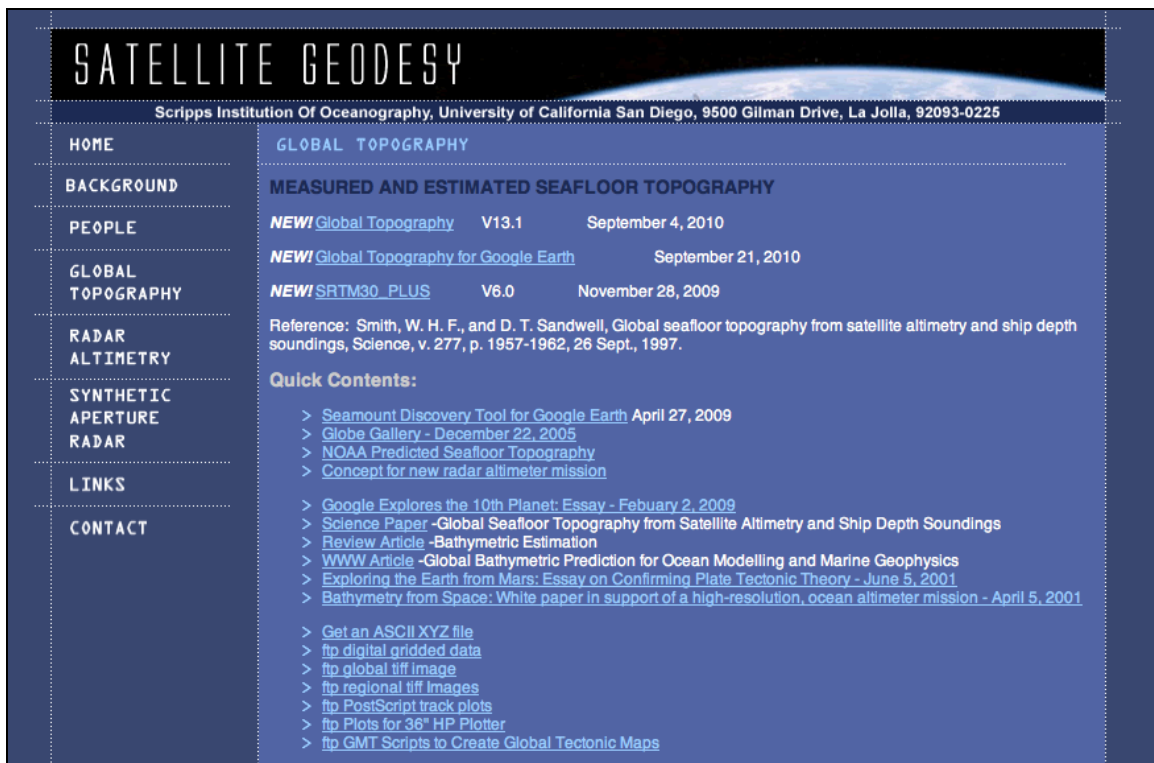 SATELLITE GEODESY
Scripps Institution Of Oceanography, University of California San Diego, 9500 Gilman Drive, La Jolla, 92093-0225
HOME
BACKGROUND
PEOPLE
GLOBAL
TOPOGRAPHY
RADAR
ALTIMETRY
SYNTHETIC
APERTURE
RADAR
LINKS
CONTACT
GLOBAL TOPOGRAPHY
MEASURED AND ESTIMATED SEAFLOOR TOPOGRAPHY
NEW! Global Topography V13.1 September 4, 2010
NEW! Global Topography for Google Earth September 21, 2010
NEW! SRTM30_PLUS V6.0 November 28, 2009
Reference: Smith, W. H. F., and D. T. Sandwell, Global seafloor topography from satellite altimetry and ship depth
soundings, Science, v. 277, p. 1957-1962, 26 Sept., 1997.
Quick Contents:
> Seamount Discovery Tool for Google Earth April 27, 2009
> Globe Gallery - December 22, 2005
> NOAA Predicted Seafloor Topography
> Concept for new radar altimeter mission
> Google Explores the 10th Planet: Essay - Febuary 2, 2009
> Science Paper -Global Seafloor Topography from Satellite Altimetry and Ship Depth Soundings
> Review Article -Bathymetric Estimation
> WWW Article -Global Bathymetric Prediction for Ocean Modelling and Marine Geophysics
> Exploring the Earth from Mars: Essay on Confirming Plate Tectonic Theory - June 5, 2001
> Bathymetry from Space: White paper in support of a high-resolution, ocean altimeter mission - April 5, 2001
> Get an ASCII XYZ file
> ftp digital gridded data
> ftp global tiff image
> ftp regional tiff Images
> ftp PostScript track plots
> ftp Plots for 36" HP Plotter
> ftp GMT Scripts to Create Global Tectonic Maps